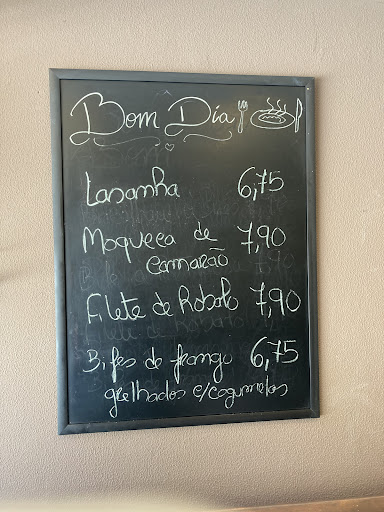 Bom Dia
Lasanha 6,75
Moqueca de 7,90
camarão
Filete de Robalo 7,90
Bifes de frango 6,75
grelhados c/cogumelos